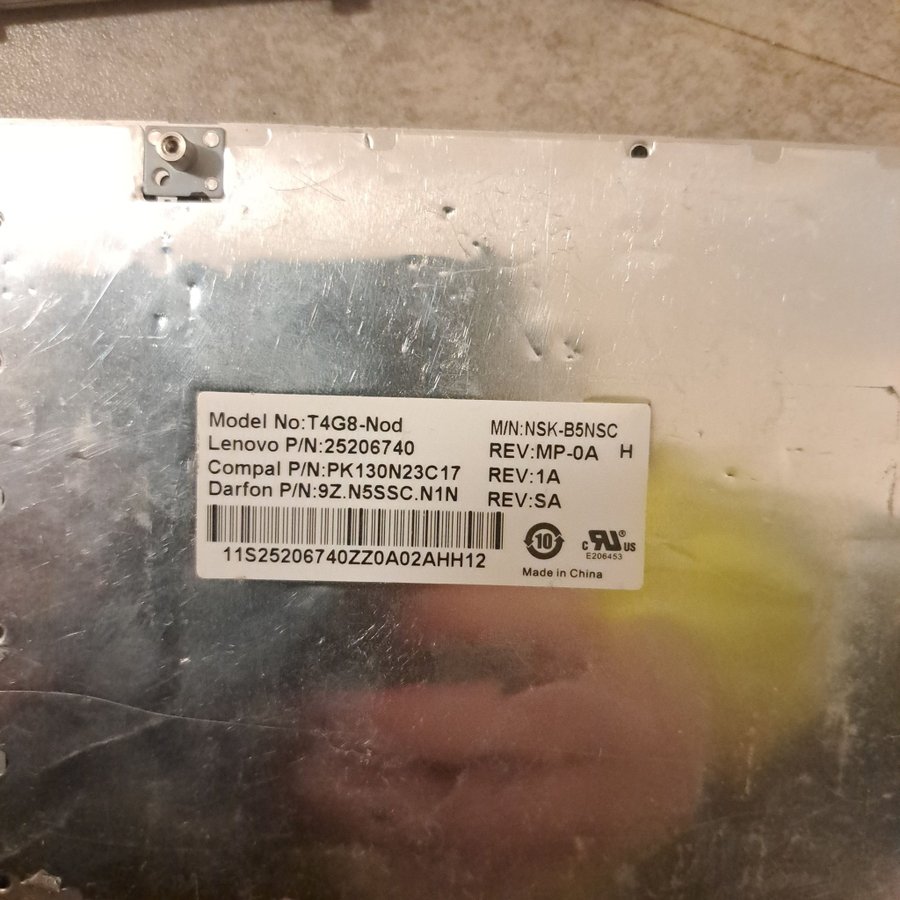 Model No:T4G8-Nod M/N:NSK-B5NSC
Lenovo P/N:25206740 REV:MP-0A H
Compal P/N:PK130N23C17 REV:1A
Darfon P/N:9Z.N5SSC.N1N REV:SA
11S25206740ZZ0A02AHH12
10
c RU® US
E206453
Made in China